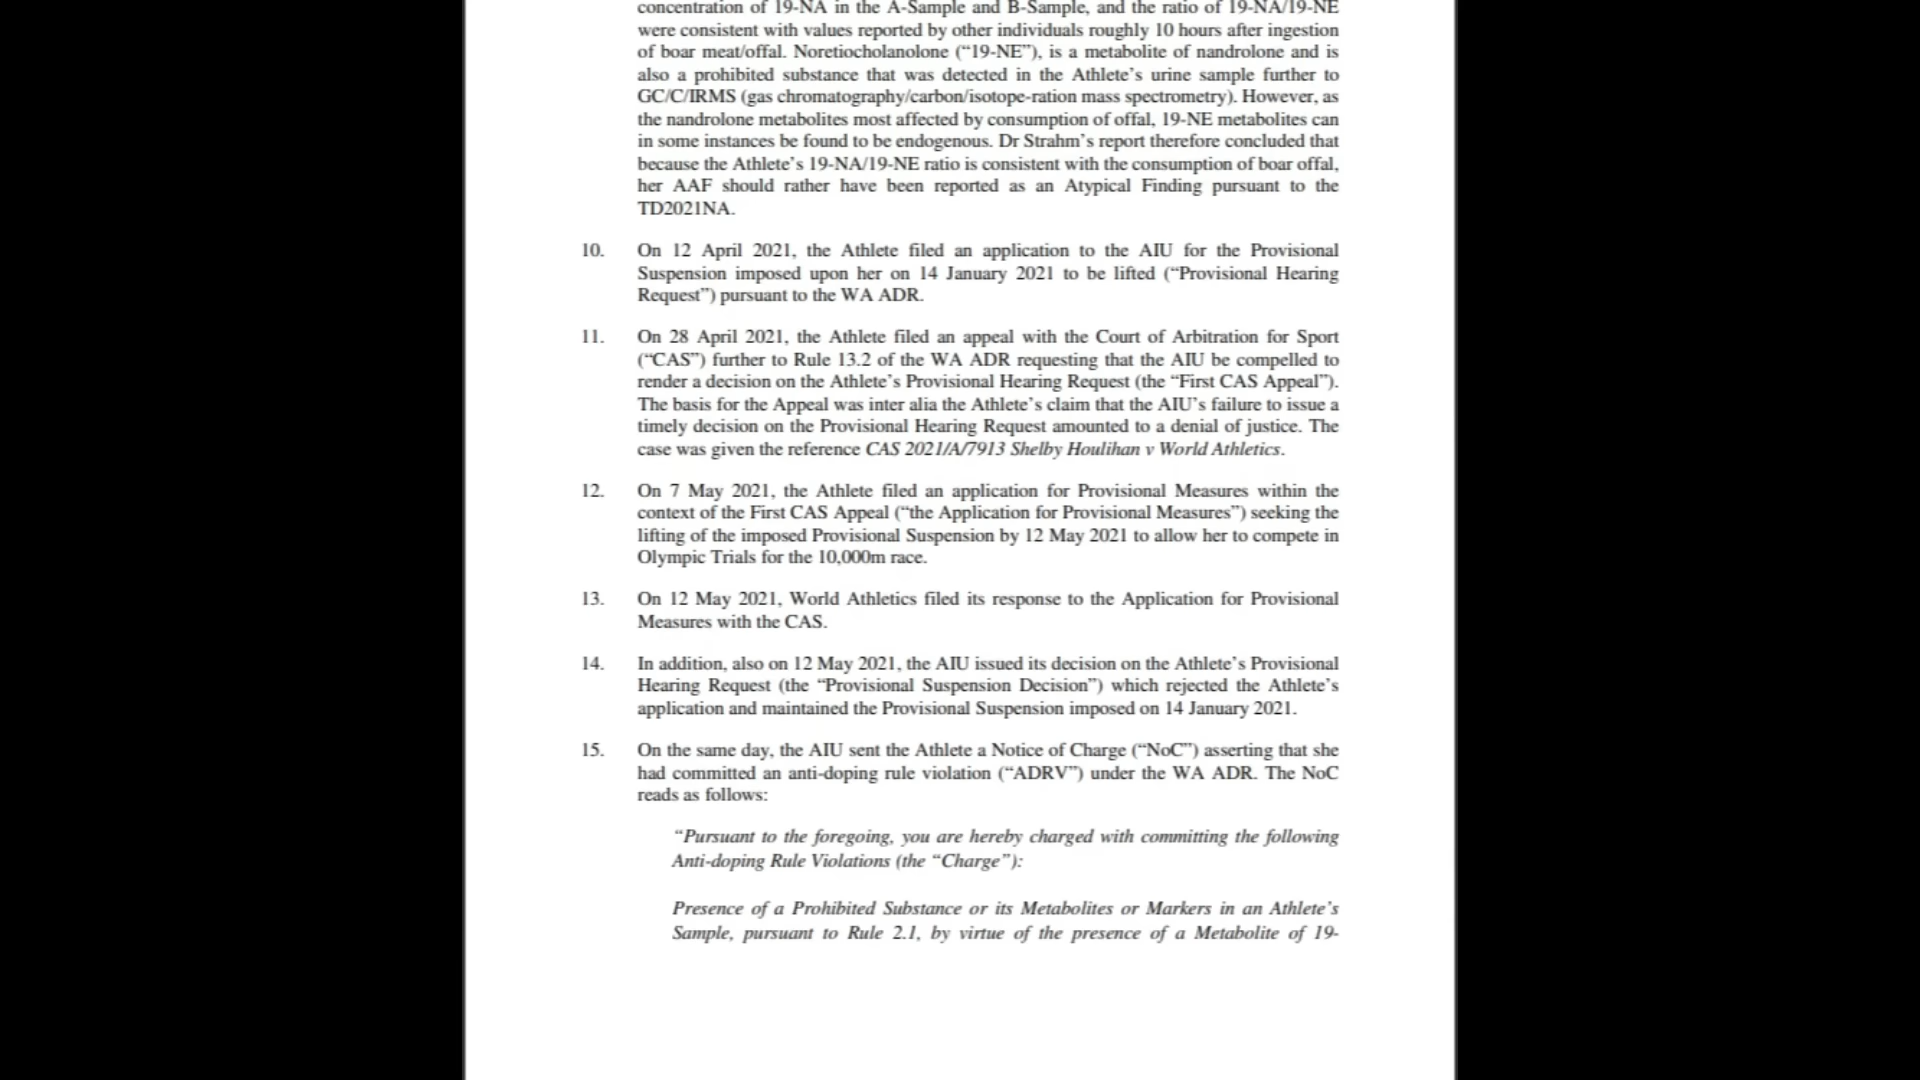 concentration of 19-NA in the A-Sample and B-Sample, and the ratio of 19-NA/19-NE
were consistent with values reported by other individuals roughly 10 hours after ingestion
of boar meat/offal. Noretiocholanolone (“19-NE”), is a metabolite of nandrolone and is
also a prohibited substance that was detected in the Athlete’s urine sample further to
GC/C/IRMS (gas chromatography/carbon/isotope-ration mass spectrometry). However, as
the nandrolone metabolites most affected by consumption of offal, 19-NE metabolites can
in some instances be found to be endogenous. Dr Strahm’s report therefore concluded that
because the Athlete’s 19-NA/19-NE ratio is consistent with the consumption of boar offal,
her AAF should rather have been reported as an Atypical Finding pursuant to the
TD2021NA.
10. On 12 April 2021, the Athlete filed an application to the AIU for the Provisional
Suspension imposed upon her on 14 January 2021 to be lifted (“Provisional Hearing
Request”) pursuant to the WA ADR.
11. On 28 April 2021, the Athlete filed an appeal with the Court of Arbitration for Sport
(“CAS”) further to Rule 13.2 of the WA ADR requesting that the AIU be compelled to
render a decision on the Athlete’s Provisional Hearing Request (the “First CAS Appeal”).
The basis for the Appeal was inter alia the Athlete’s claim that the AIU’s failure to issue a
timely decision on the Provisional Hearing Request amounted to a denial of justice. The
case was given the reference CAS 2021/A/7913 Shelby Houlihan v World Athletics.
12. On 7 May 2021, the Athlete filed an application for Provisional Measures within the
context of the First CAS Appeal (“the Application for Provisional Measures”) seeking the
lifting of the imposed Provisional Suspension by 12 May 2021 to allow her to compete in
Olympic Trials for the 10,000m race.
13. On 12 May 2021, World Athletics filed its response to the Application for Provisional
Measures with the CAS.
14. In addition, also on 12 May 2021, the AIU issued its decision on the Athlete’s Provisional
Hearing Request (the “Provisional Suspension Decision”) which rejected the Athlete’s
application and maintained the Provisional Suspension imposed on 14 January 2021.
15. On the same day, the AIU sent the Athlete a Notice of Charge (“NoC”) asserting that she
had committed an anti-doping rule violation (“ADRV”) under the WA ADR. The NoC
reads as follows:
“Pursuant to the foregoing, you are hereby charged with committing the following
Anti-doping Rule Violations (the “Charge”):
Presence of a Prohibited Substance or its Metabolites or Markers in an Athlete’s
Sample, pursuant to Rule 2.1, by virtue of the presence of a Metabolite of 19-